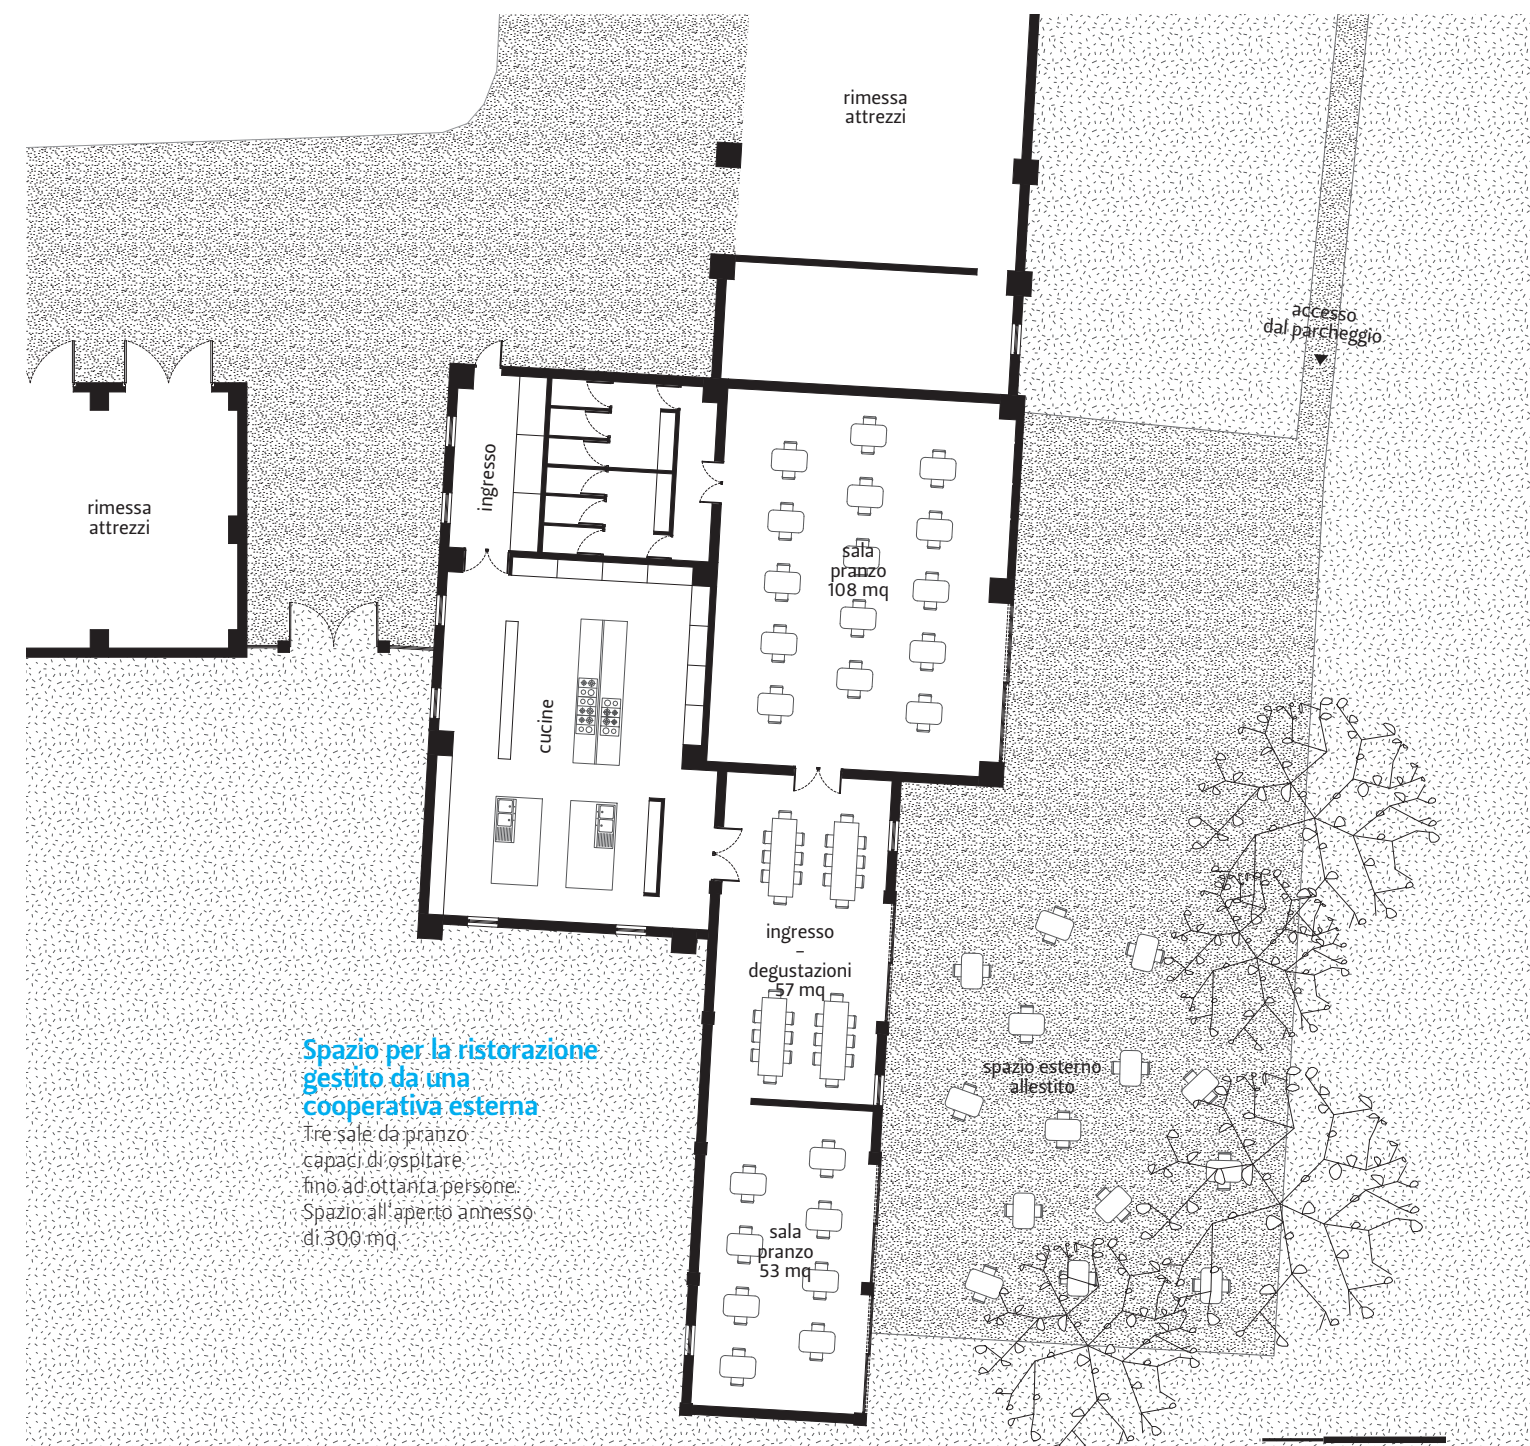 rimessa
attrezzi
accesso
dal parcheggio
ingresso
rimessa
attrezzi
sala
pranzo
108 mq
cucine
ingresso
–
degustazioni
57 mq
Spazio per la ristorazione
gestito da una
cooperativa esterna
Tre sale da pranzo
capaci di ospitare
fino ad ottanta persone.
Spazio all'aperto annesso
di 300 mq
spazio esterno
allestito
sala
pranzo
53 mq